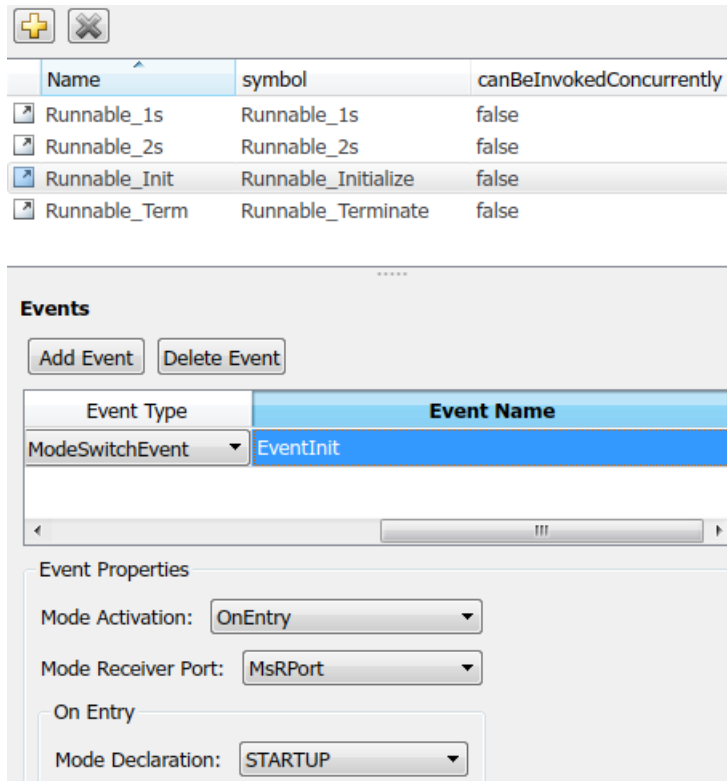 Name symbol canBeInvokedConcurrently
Runnable_1s Runnable_1s false
Runnable_2s Runnable_2s false
Runnable_Init Runnable_Initialize false
Runnable_Term Runnable_Terminate false
Events
Add Event Delete Event
Event Type Event Name
ModeSwitchEvent EventInit
Event Properties
Mode Activation: OnEntry
Mode Receiver Port: MsRPort
On Entry
Mode Declaration: STARTUP